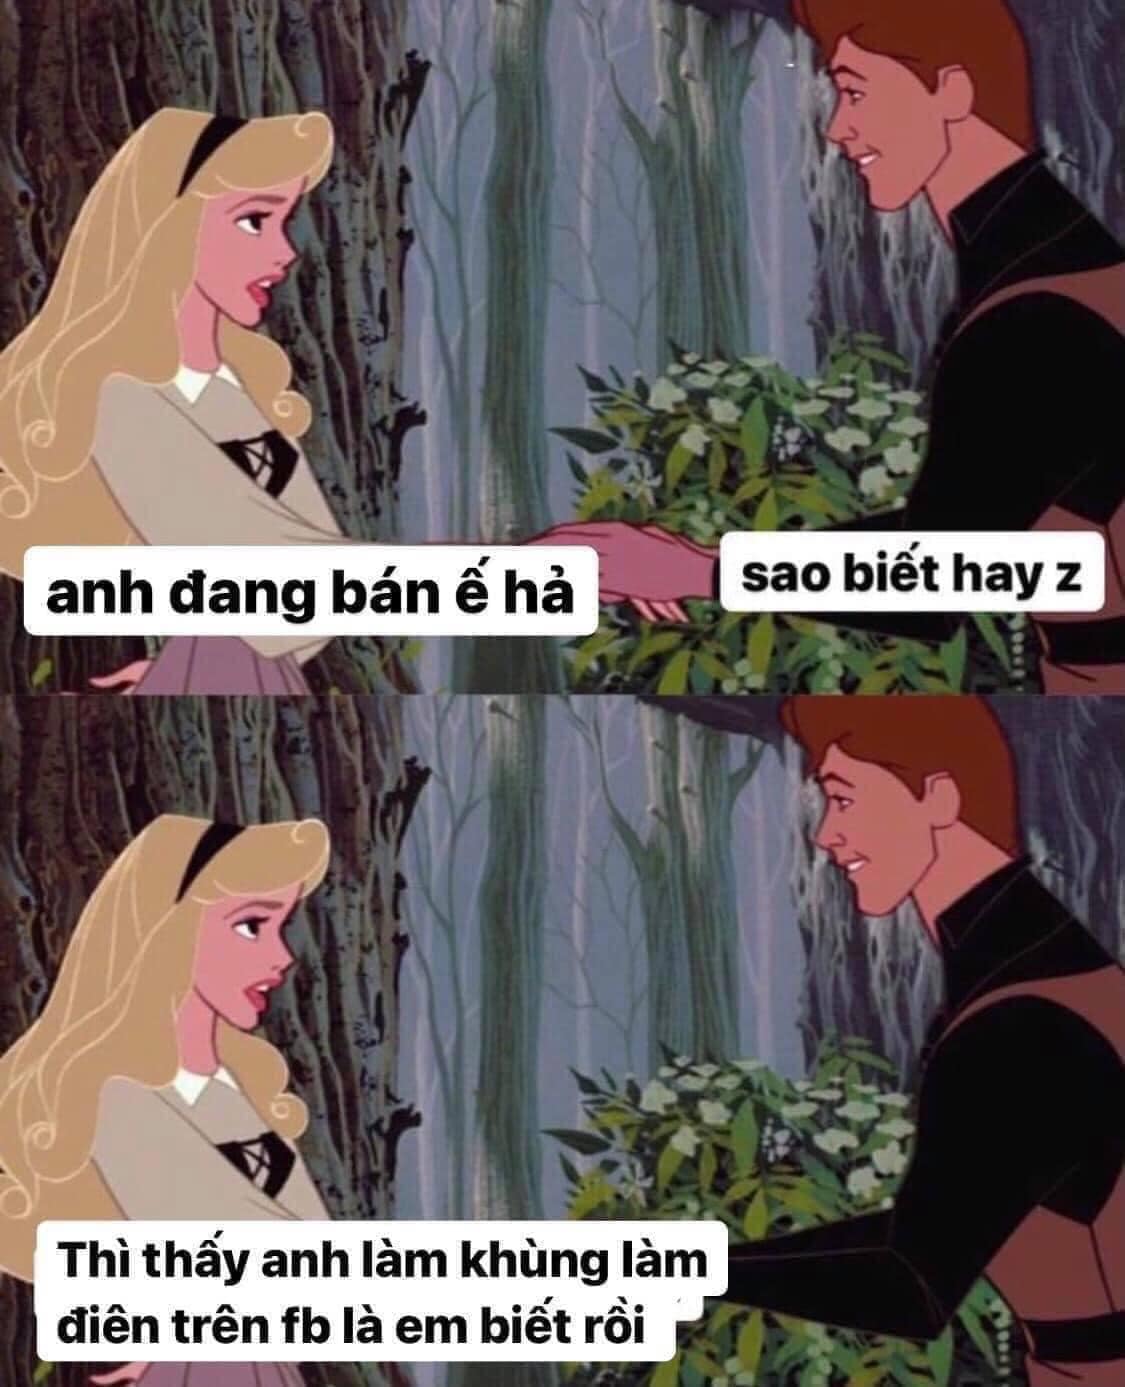 anh đang bán ế hả
sao biết hay z
Thì thấy anh làm khùng làm
điên trên fb là em biết rồi